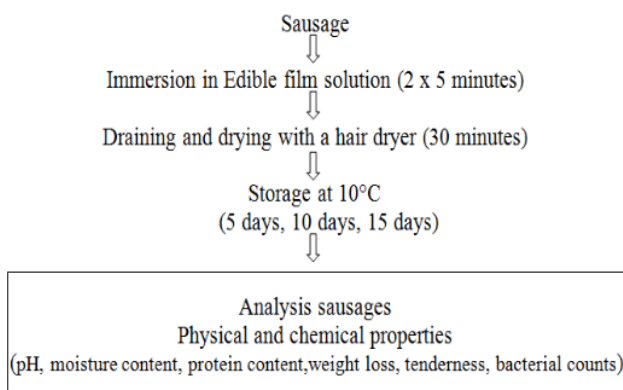 Sausage
Immersion in Edible film solution (2 x 5 minutes)
Draining and drying with a hair dryer (30 minutes)
Storage at 10°C
(5 days, 10 days, 15 days)
Analysis sausages
Physical and chemical properties
(pH, moisture content, protein content,weight loss, tenderness, bacterial counts)